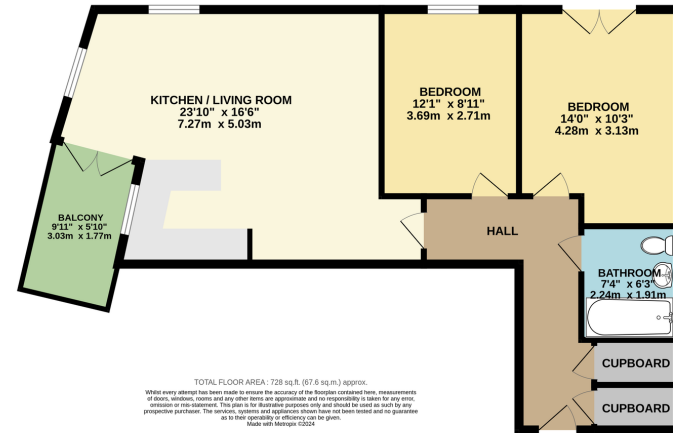 KITCHEN / LIVING ROOM
23'10" x 16'6"
7.27m x 5.03m
BEDROOM
12'1" x 8'11"
3.69m x 2.71m
BEDROOM
14'0" x 10'3"
4.28m x 3.13m
BALCONY
9'11" x 5'10"
3.03m x 1.77m
HALL
BATHROOM
7'4" x 6'3"
2.24m x 1.91m
CUPBOARD
CUPBOARD
TOTAL FLOOR AREA : 728 sq.ft. (67.6 sq.m.) approx.
Whilst every attempt has been made to ensure the accuracy of the floorplan contained here, measurements
of doors, windows, rooms and any other items are approximate and no responsibility is taken for any error,
omission or mis-statement. This plan is for illustrative purposes only and should be used as such by any
prospective purchaser. The services, systems and appliances shown have not been tested and no guarantee
as to their operability or efficiency can be given.
Made with Metropix ©2024